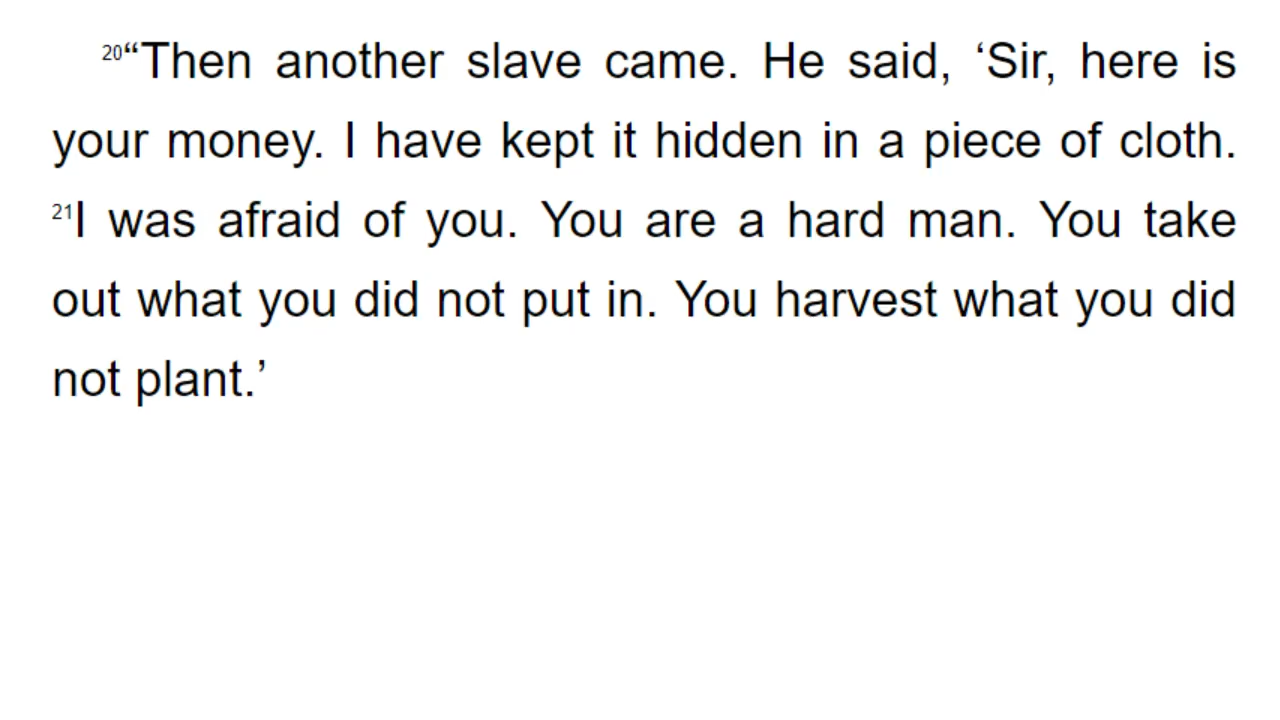 20“Then another slave came. He said, ‘Sir, here is
your money. I have kept it hidden in a piece of cloth.
21I was afraid of you. You are a hard man. You take
out what you did not put in. You harvest what you did
not plant.’